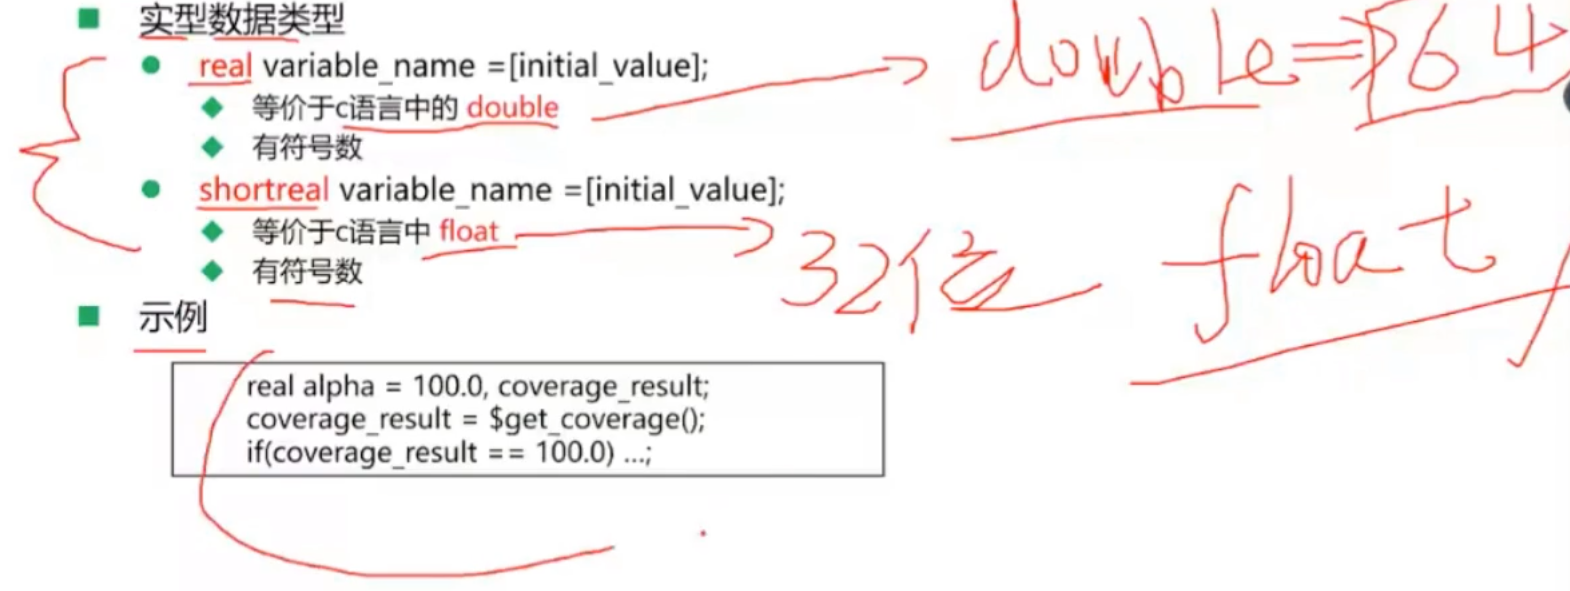 实型数据类型
real variable_name =[initial_value];
等价于c语言中的 double
double => 64
有符号数
shortreal variable_name =[initial_value];
等价于c语言中 float
32位 float
有符号数
示例
real alpha = 100.0, coverage_result;
coverage_result = $get_coverage();
if(coverage_result == 100.0) ...;